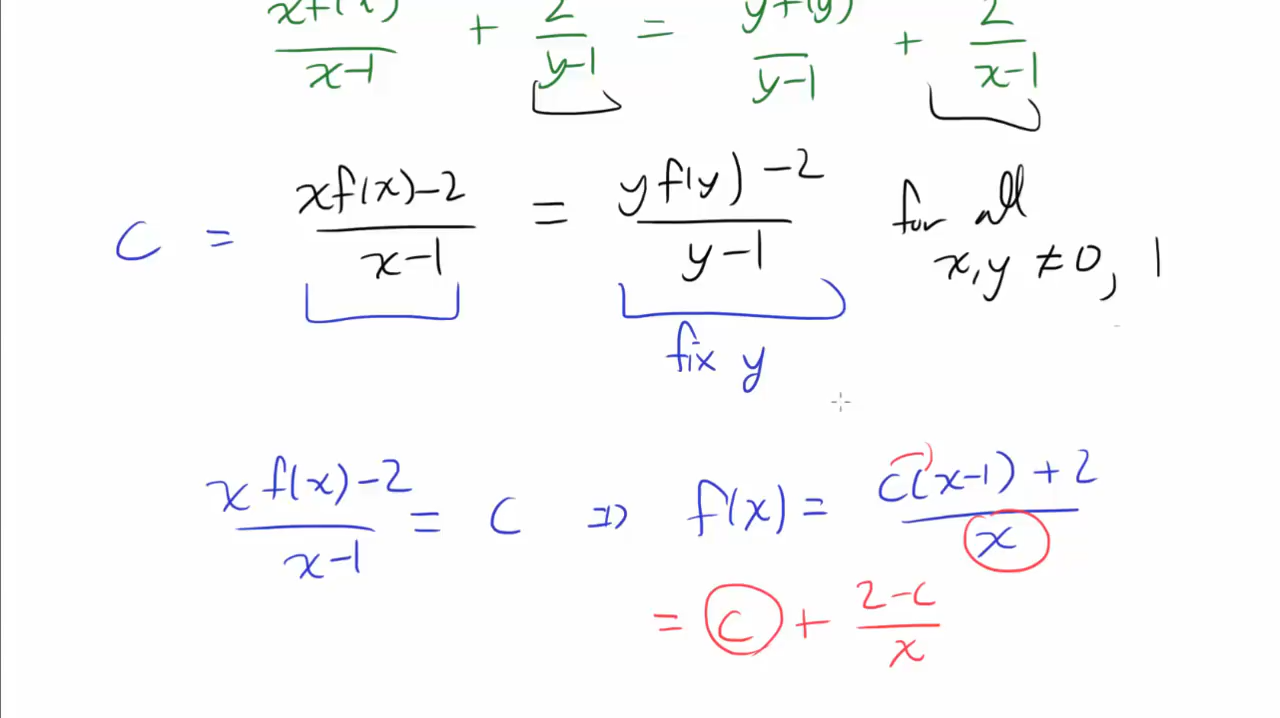 xf(x)/(x-1) + 2/(y-1) = yf(y)/(y-1) + 2/(x-1)
c = (xf(x)-2)/(x-1) = (yf(y)-2)/(y-1) for all x,y ≠ 0, 1
fix y
(xf(x)-2)/(x-1) = c ⇒ f(x) = (c(x-1)+2)/x
= c + (2-c)/x